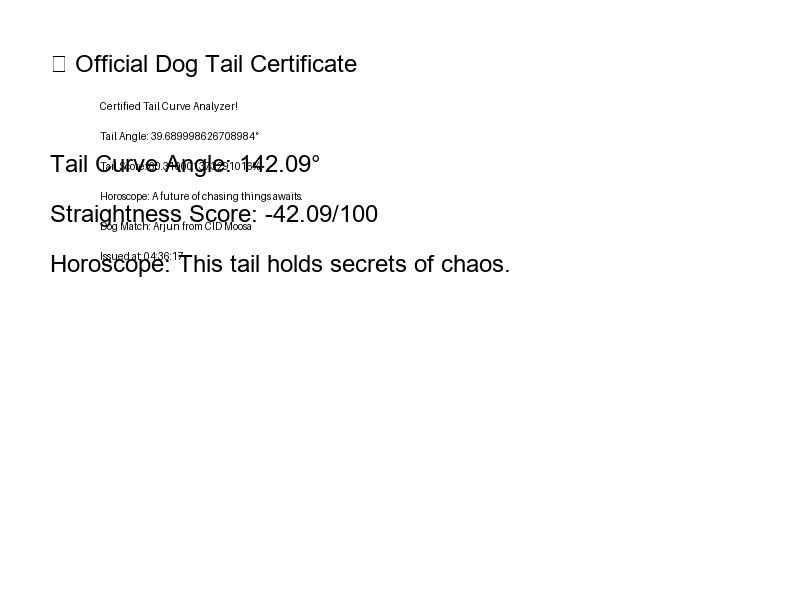 Official Dog Tail Certificate
Certified Tail Curve Analyzer!
Tail Angle: 39.689998626708984°
Tail Curve Angle: 142.09°
Tail Score:
Horoscope: A future of chasing things awaits.
Straightness Score: -42.09/100
Dog Match: Arjun from CID Moosa
Issued at 04:36:17
Horoscope: This tail holds secrets of chaos.